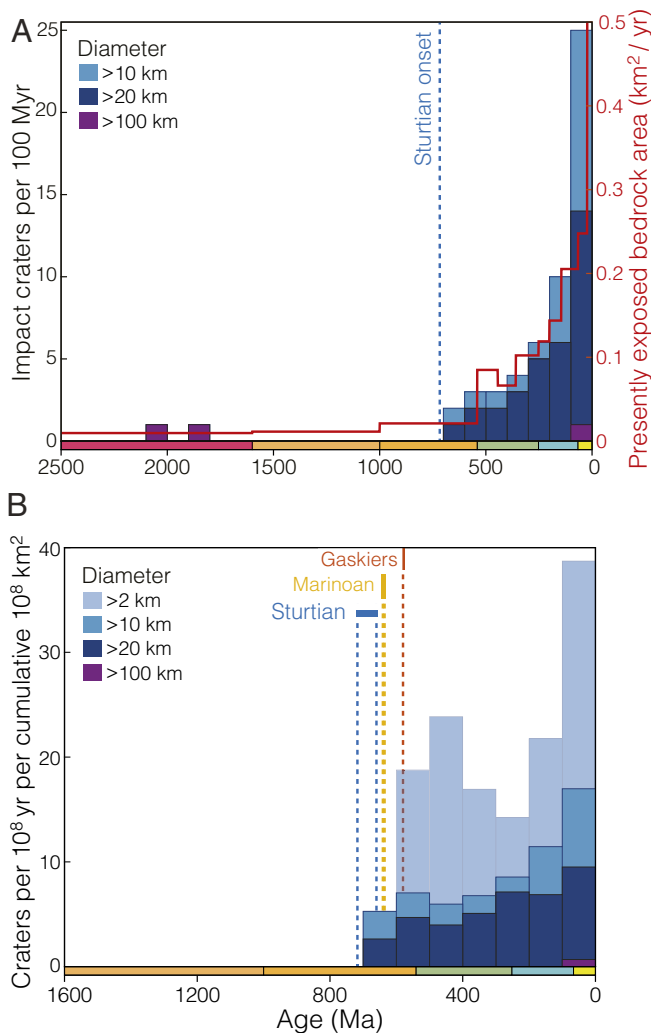 A
Diameter
>10 km
>20 km
>100 km
Sturtian onset
Impact craters per 100 Myr
25
20
15
10
5
0
Presently exposed bedrock area (km² / yr)
0.5
0.4
0.3
0.2
0.1
0
2500
2000
1500
1000
500
0
B
Diameter
>2 km
>10 km
>20 km
>100 km
Gaskiers
Marinoan
Sturtian
Craters per 10⁸ yr per cumulative 10⁸ km²
40
30
20
10
0
1600
1200
800
400
0
Age (Ma)